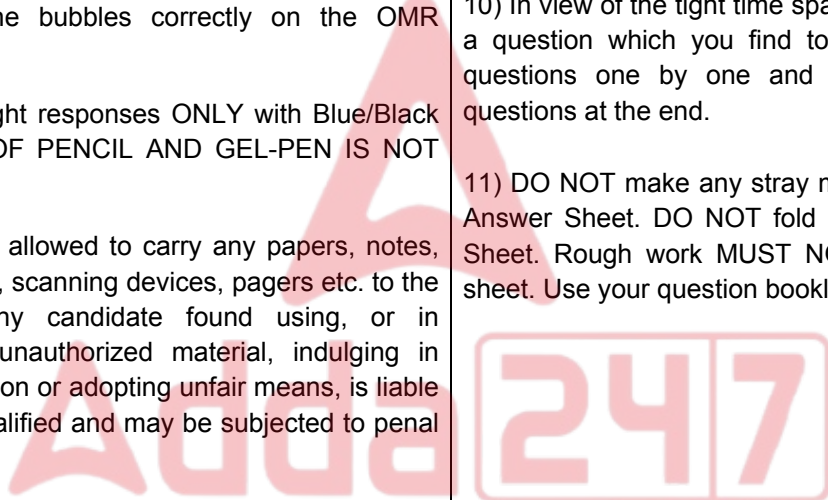 ne bubbles correctly on the OMR
ght responses ONLY with Blue/Black
OF PENCIL AND GEL-PEN IS NOT
allowed to carry any papers, notes,
, scanning devices, pagers etc. to the
ny candidate found using, or in
unauthorized material, indulging in
on or adopting unfair means, is liable
alified and may be subjected to penal
10) In view of the tight time spa
a question which you find to
questions one by one and
questions at the end.
11) DO NOT make any stray m
Answer Sheet. DO NOT fold
Sheet. Rough work MUST NO
sheet. Use your question bookl
Adda 247